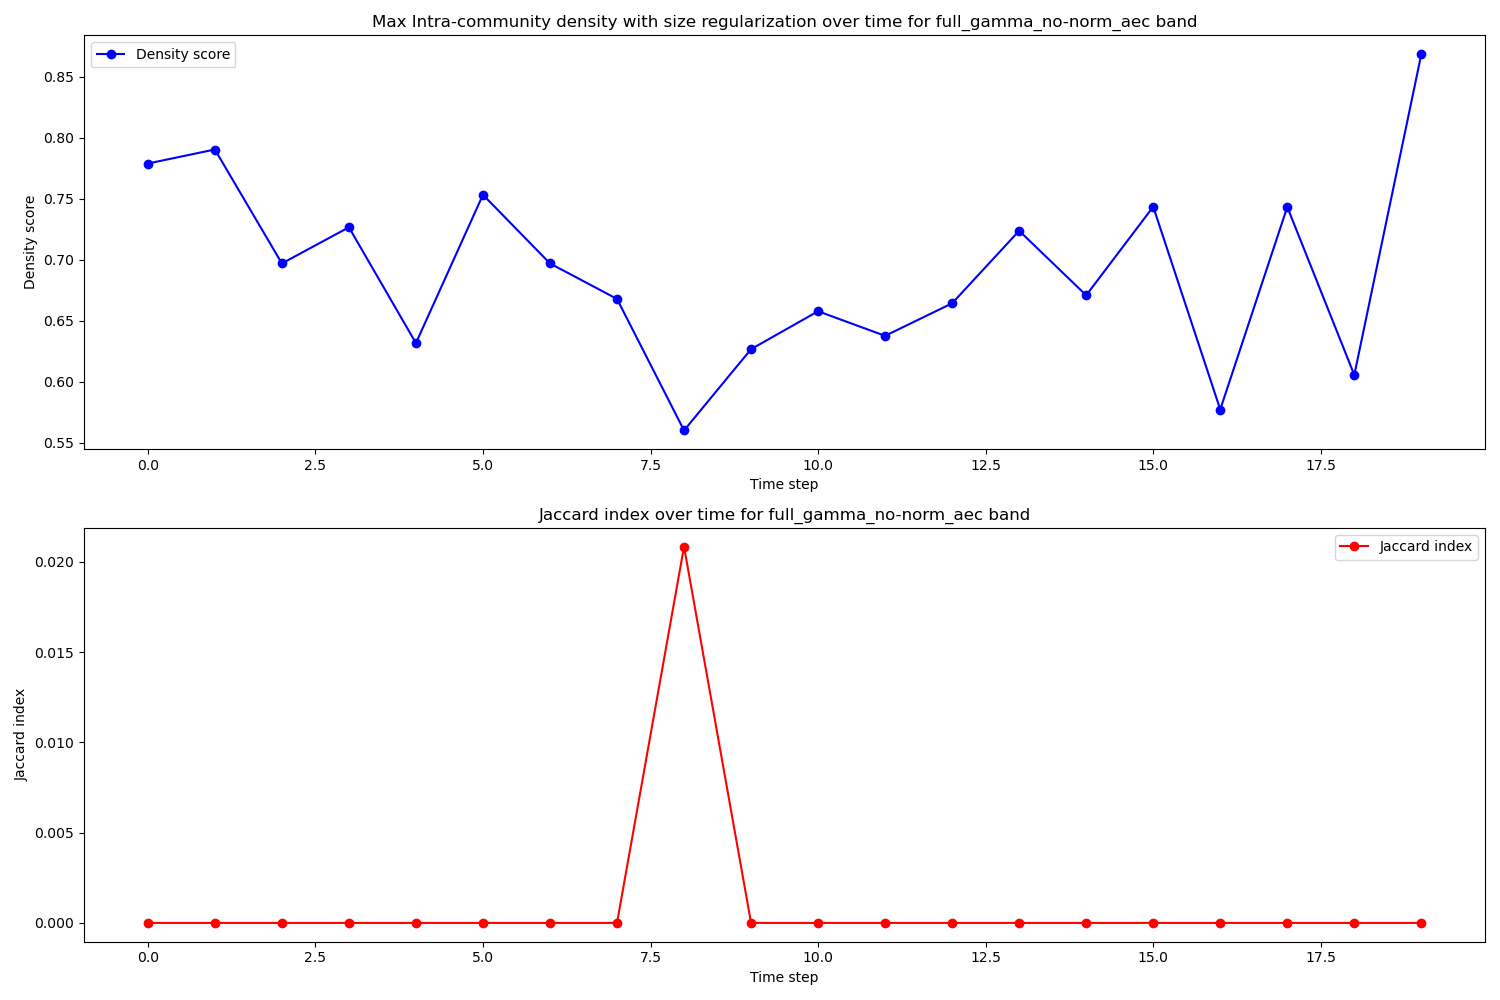 Max Intra-community density with size regularization over time for full_gamma_no-norm_aec band
Density score
0.85
0.80
0.75
0.70
0.65
0.60
0.55
Density score
0.0 2.5 5.0 7.5 10.0 12.5 15.0 17.5
Time step
Jaccard index over time for full_gamma_no-norm_aec band
Jaccard index
0.020
0.015
0.010
0.005
0.000
Jaccard index
0.0 2.5 5.0 7.5 10.0 12.5 15.0 17.5
Time step